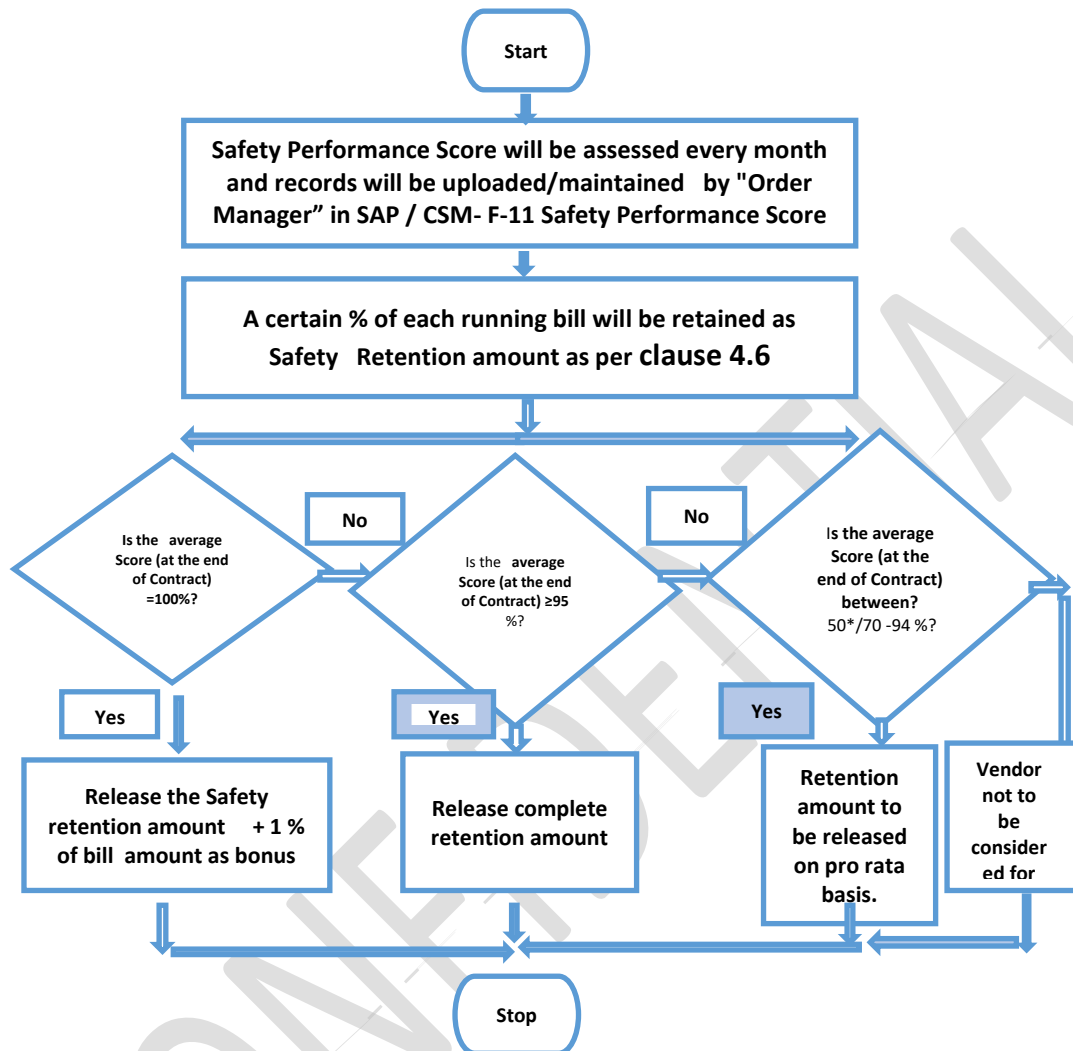 Start
Safety Performance Score will be assessed every month
and records will be uploaded/maintained by "Order
Manager” in SAP / CSM- F-11 Safety Performance Score
A certain % of each running bill will be retained as
Safety Retention amount as per clause 4.6
Is the average
Score (at the end
of Contract)
=100%?
No
Is the average
Score (at the end
of Contract) ≥95
%?
No
Is the average
Score (at the
end of Contract)
between?
50*/70 -94 %?
Yes
Yes
Yes
Release the Safety
retention amount + 1 %
of bill amount as bonus
Release complete
retention amount
Retention
amount to
be released
on pro rata
basis.
Vendor
not to
be
consider
ed for
Stop